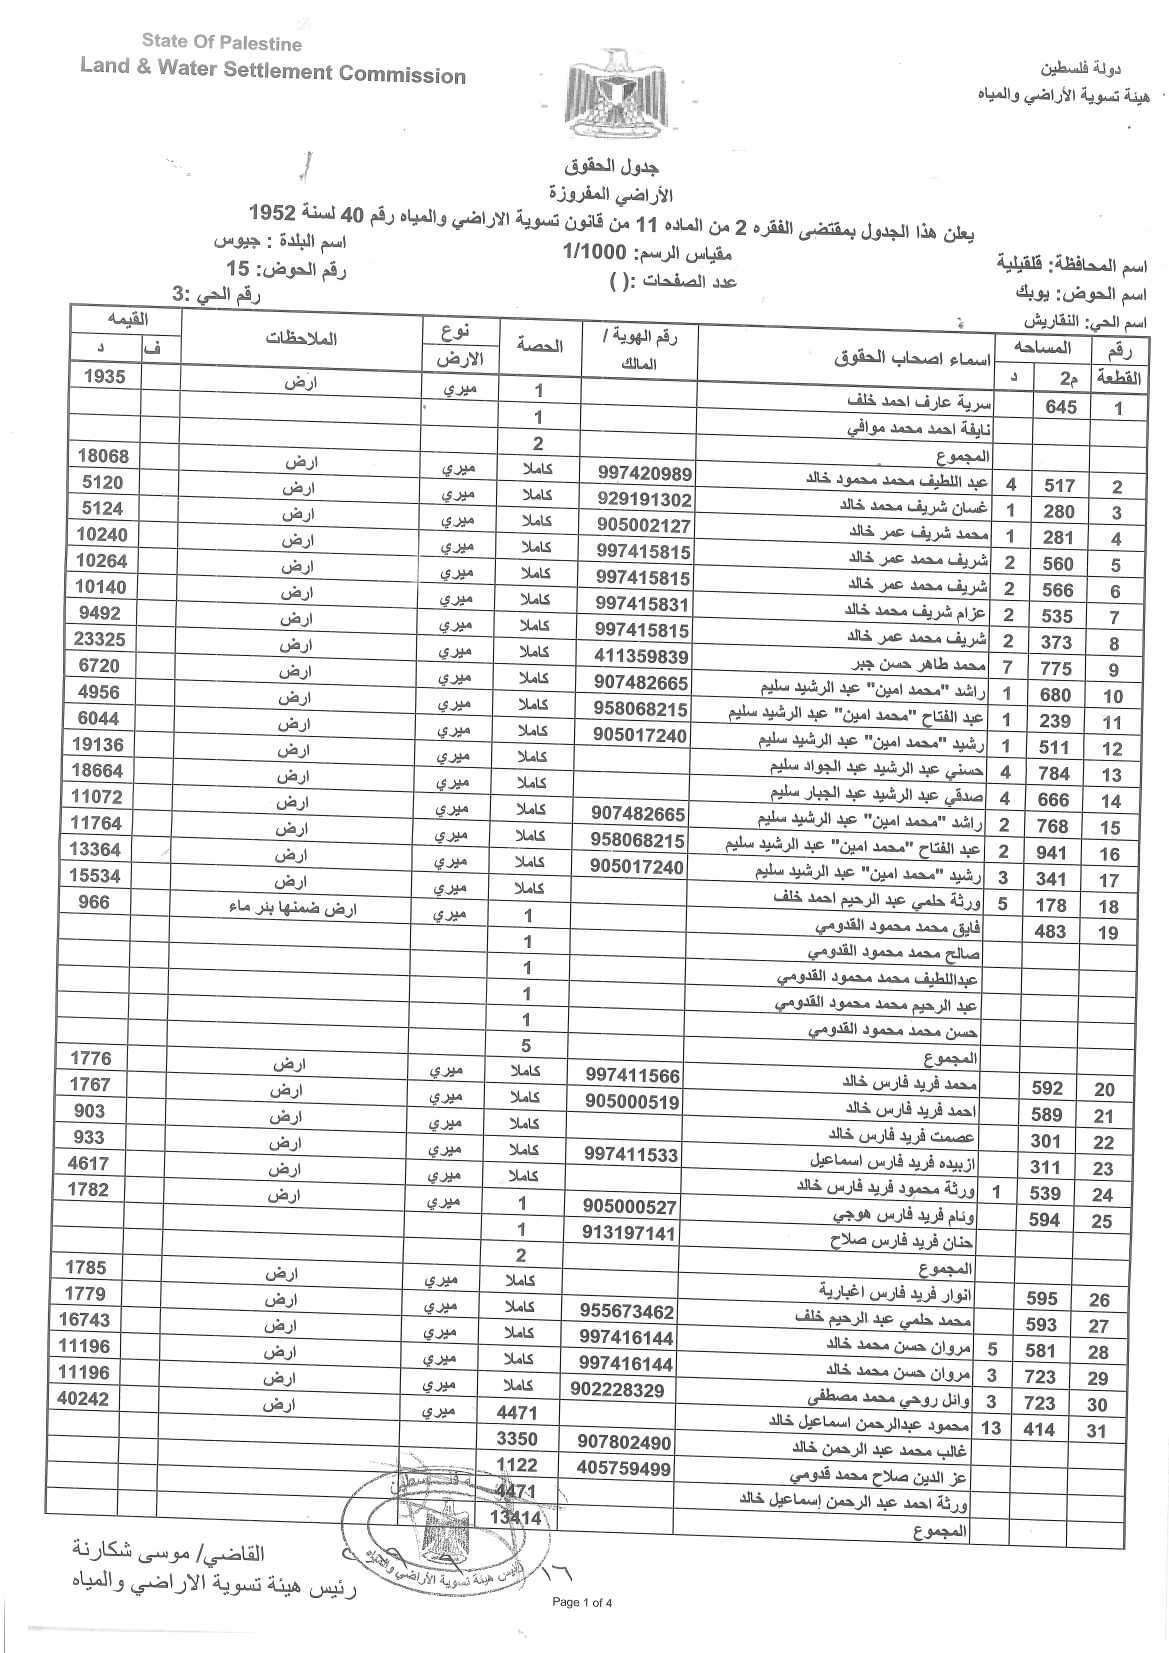 State Of Palestine
Land & Water Settlement Commission
دولة فلسطين
هيئة تسوية الأراضي والمياه
جدول الحقوق
الأراضي المفروزة
يعلن هذا الجدول بمقتضى الفقره 2 من الماده 11 من قانون تسوية الاراضي والمياه رقم 40 لسنة 1952
اسم المحافظة: قلقيلية مقياس الرسم: 1/1000 اسم البلدة : جيوس
اسم الحوض: يوبك عدد الصفحات :( ) رقم الحوض: 15
اسم الحي: النقاريش رقم الحي :3
رقم القطعة المساحه م2 د اسماء اصحاب الحقوق رقم الهوية / المالك الحصة نوع الارض الملاحظات القيمه ف د
1 645 سرية عارف احمد خلف 1 ميري ارض 1935
نايفة احمد محمد موافي 1
المجموع 2
2 517 4 عبد اللطيف محمد محمود خالد 997420989 كاملا ميري ارض 18068
3 280 1 غسان شريف محمد خالد 929191302 كاملا ميري ارض 5120
4 281 1 محمد شريف عمر خالد 905002127 كاملا ميري ارض 5124
5 560 2 شريف محمد عمر خالد 997415815 كاملا ميري ارض 10240
6 566 2 شريف محمد عمر خالد 997415815 كاملا ميري ارض 10264
7 535 2 عزام شريف محمد خالد 997415831 كاملا ميري ارض 10140
8 373 2 شريف محمد عمر خالد 997415815 كاملا ميري ارض 9492
9 775 7 محمد طاهر حسن جبر 411359839 كاملا ميري ارض 23325
10 680 1 راشد "محمد امين" عبد الرشيد سليم 907482665 كاملا ميري ارض 6720
11 239 1 عبد الفتاح "محمد امين" عبد الرشيد سليم 958068215 كاملا ميري ارض 4956
12 511 1 رشيد "محمد امين" عبد الرشيد سليم 905017240 كاملا ميري ارض 6044
13 784 4 حسني عبد الرشيد عبد الجواد سليم كاملا ميري ارض 19136
14 666 4 صدقي عبد الرشيد عبد الجبار سليم كاملا ميري ارض 18664
15 768 2 راشد "محمد امين" عبد الرشيد سليم 907482665 كاملا ميري ارض 11072
16 941 2 عبد الفتاح "محمد امين" عبد الرشيد سليم 958068215 كاملا ميري ارض 11764
17 341 3 رشيد "محمد امين" عبد الرشيد سليم 905017240 كاملا ميري ارض 13364
18 178 5 ورثة حلمي عبد الرحيم احمد خلف كاملا ميري ارض 15534
19 483 فايق محمد محمود القدومي 1 ميري ارض ضمنها بئر ماء 966
صالح محمد محمود القدومي 1
عبداللطيف محمد محمود القدومي 1
عبد الرحيم محمد محمود القدومي 1
حسن محمد محمود القدومي 1
المجموع 5
20 592 محمد فريد فارس خالد 997411566 كاملا ميري ارض 1776
21 589 احمد فريد فارس خالد 905000519 كاملا ميري ارض 1767
22 301 عصمت فريد فارس خالد كاملا ميري ارض 903
23 311 ازبيده فريد فارس اسماعيل 997411533 كاملا ميري ارض 933
24 539 1 ورثة محمود فريد فارس خالد كاملا ميري ارض 4617
25 594 وئام فريد فارس هوجي 905000527 1 ميري ارض 1782
حنان فريد فارس صلاح 913197141 1
المجموع 2
26 595 انوار فريد فارس اغبارية كاملا ميري ارض 1785
27 593 محمد حلمي عبد الرحيم خلف 955673462 كاملا ميري ارض 1779
28 581 5 مروان حسن محمد خالد 997416144 كاملا ميري ارض 16743
29 723 3 مروان حسن محمد خالد 997416144 كاملا ميري ارض 11196
30 723 3 وائل روحي محمد مصطفى 902228329 كاملا ميري ارض 11196
31 414 13 محمود عبدالرحمن اسماعيل خالد 4471 ميري ارض 40242
غالب محمد عبد الرحمن خالد 907802490 3350
عز الدين صلاح محمد قدومي 405759499 1122
ورثة احمد عبد الرحمن إسماعيل خالد 4471
المجموع 13414
القاضي/ موسى شكارنة
رئيس هيئة تسوية الاراضي والمياه
رئيس هيئة تسوية الأراضي والمياه
١٦
Page 1 of 4